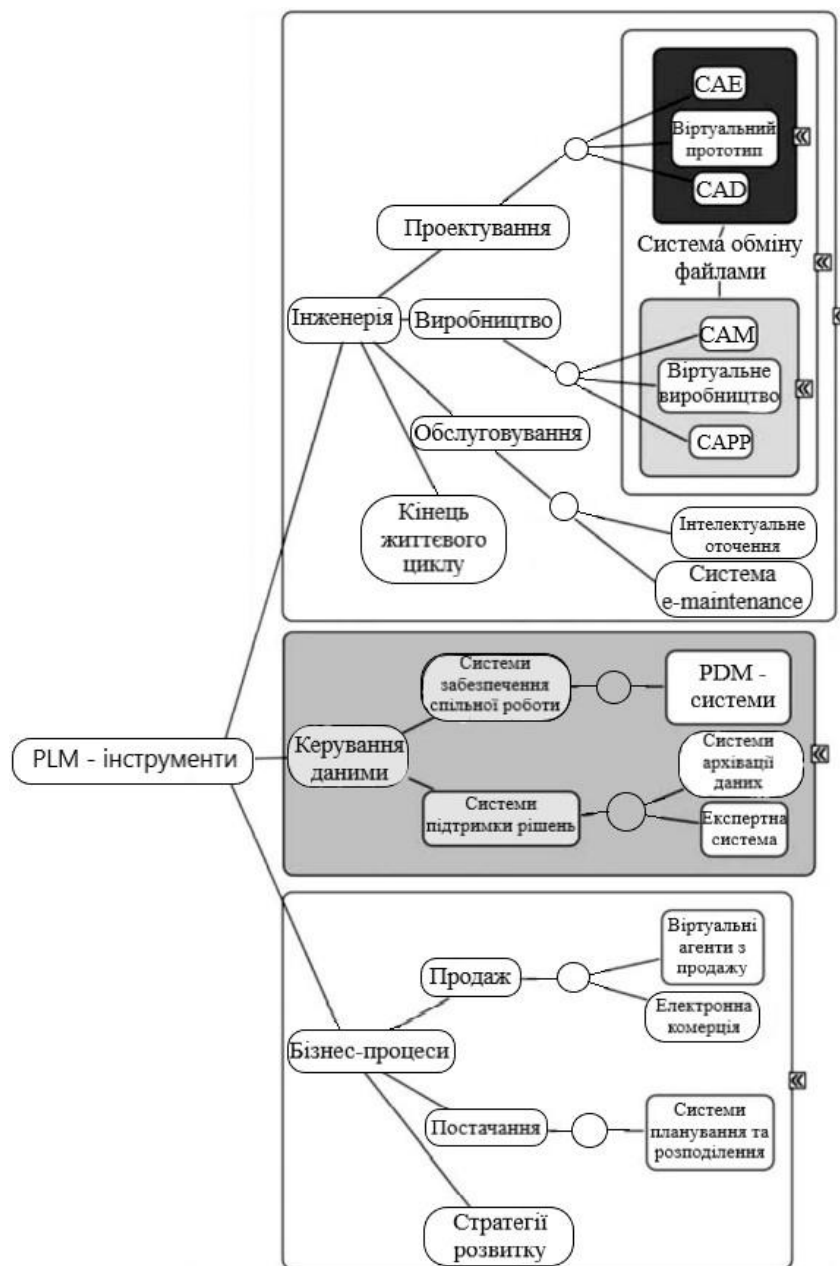 CAE
Віртуальний
прототип
CAD
Проектування
Система обміну
файлами
Інженерія
Виробництво
CAM
Віртуальне
виробництво
CAPP
Обслуговування
Кінець
життєвого
циклу
Інтелектуальне
оточення
Система
e-maintenance
PLM - інструменти
Керування
даними
Системи
забезпечення
спільної роботи
PDM -
системи
Системи
підтримки рішень
Системи
архівації
даних
Експертна
система
Бізнес-процеси
Продаж
Віртуальні
агенти з
продажу
Електронна
комерція
Постачання
Системи
планування та
розподілення
Стратегії
розвитку